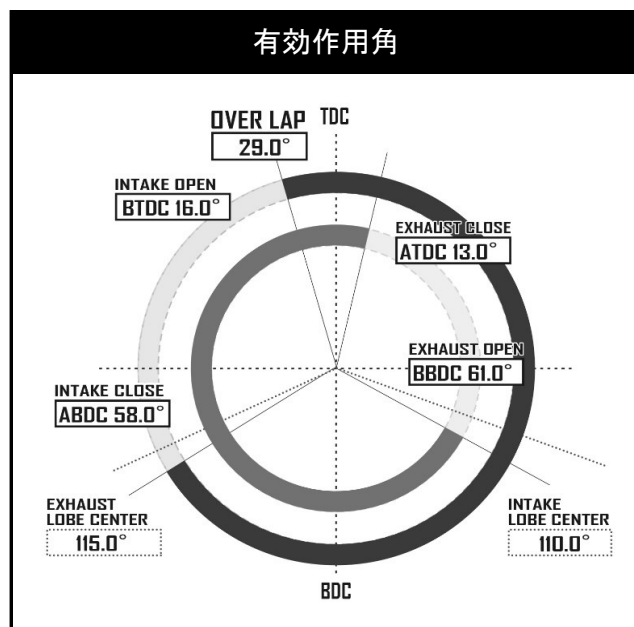 有効作用角
OVER LAP
29.0°
TDC
INTAKE OPEN
BTDC 16.0°
EXHAUST CLOSE
ATDC 13.0°
EXHAUST OPEN
BBDC 61.0°
INTAKE CLOSE
ABDC 58.0°
EXHAUST
LOBE CENTER
115.0°
INTAKE
LOBE CENTER
110.0°
BDC